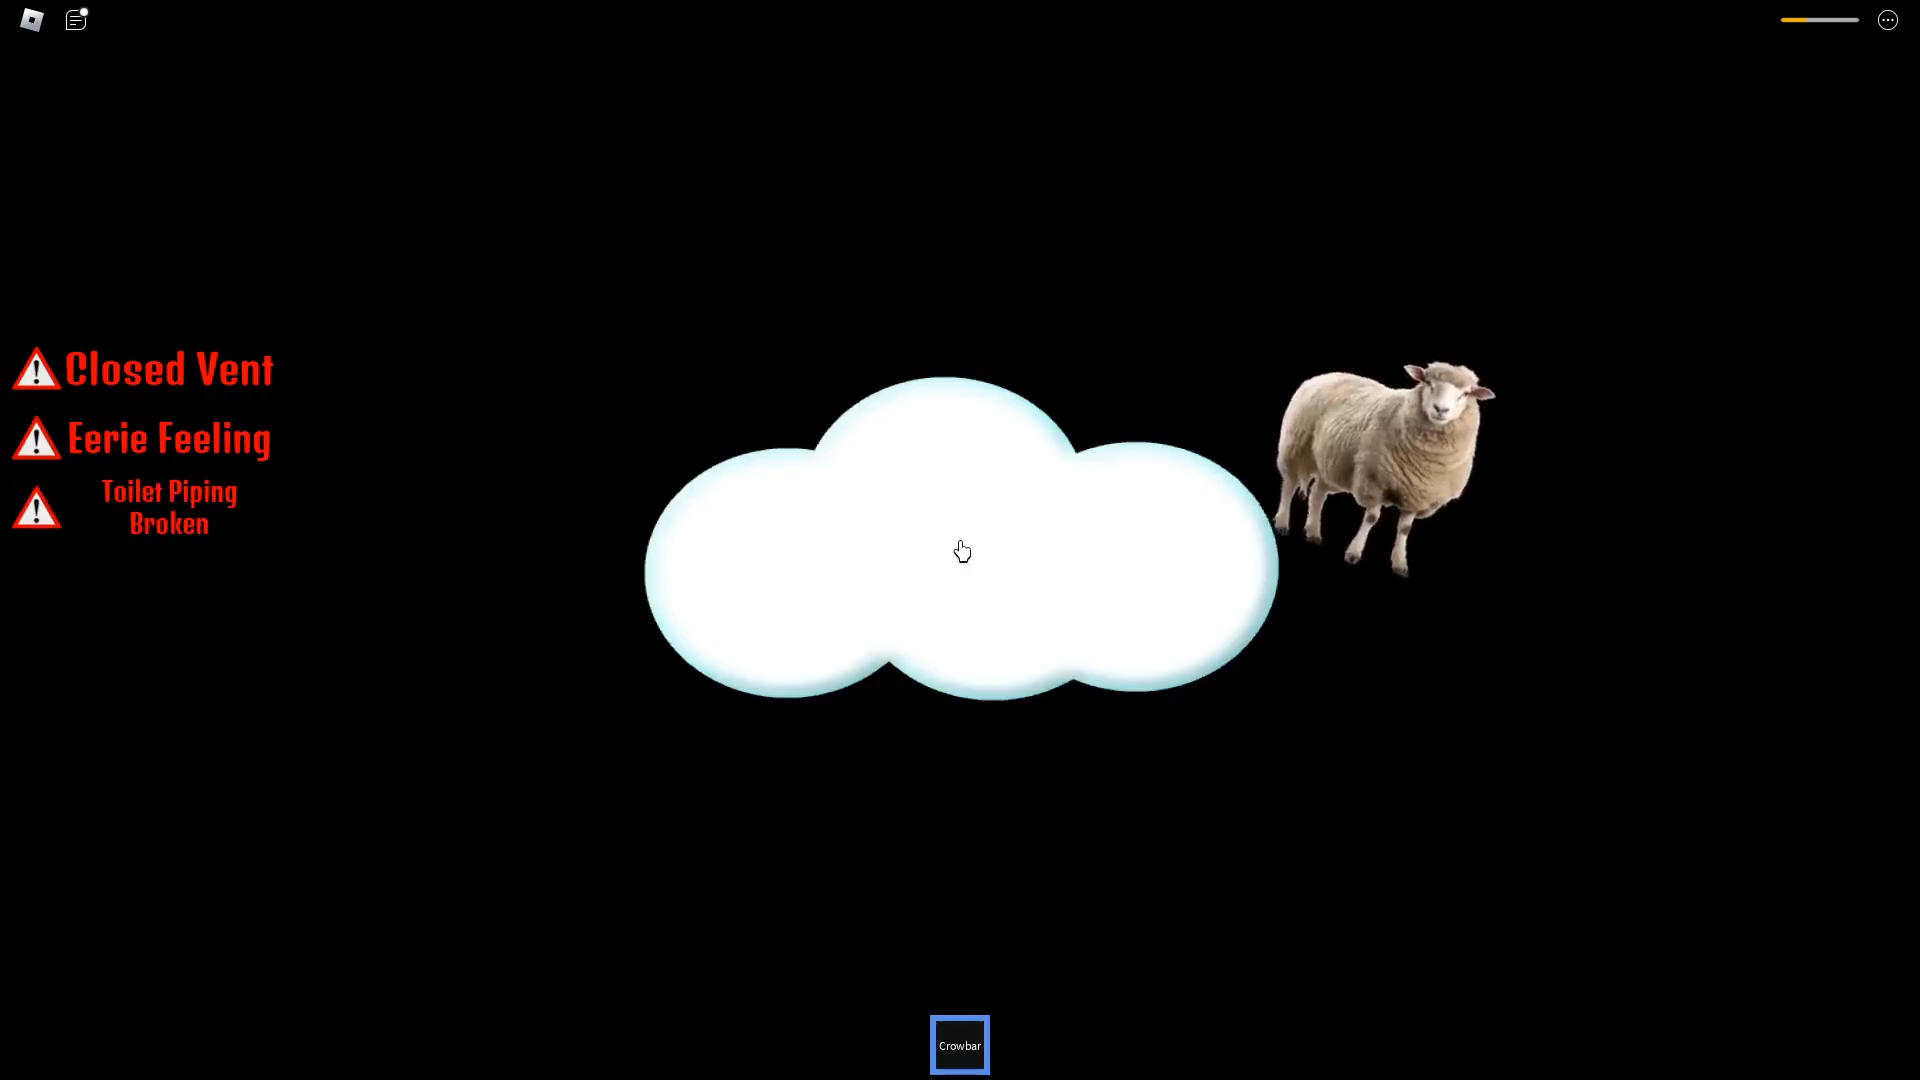 Closed Vent
Eerie Feeling
Toilet Piping
Broken
Crowbar